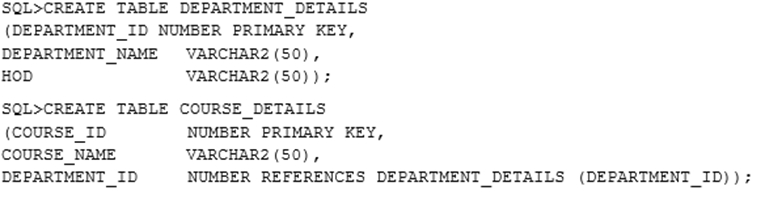 SQL>CREATE TABLE DEPARTMENT_DETAILS
(DEPARTMENT_ID NUMBER PRIMARY KEY,
DEPARTMENT_NAME VARCHAR2(50),
HOD VARCHAR2(50));
SQL>CREATE TABLE COURSE_DETAILS
(COURSE_ID NUMBER PRIMARY KEY,
COURSE_NAME VARCHAR2(50),
DEPARTMENT_ID NUMBER REFERENCES DEPARTMENT_DETAILS (DEPARTMENT_ID));